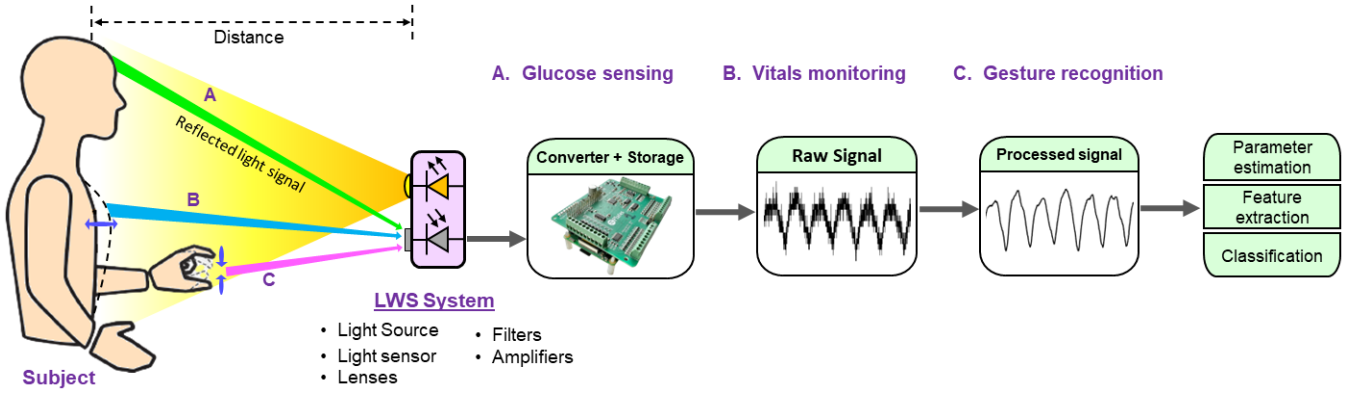 Distance
A. Glucose sensing
B. Vitals monitoring
C. Gesture recognition
A
Reflected light signal
B
C
Converter + Storage
Raw Signal
Processed signal
Parameter
estimation
Feature
extraction
Classification
LWS System
• Light Source
• Light sensor
• Lenses
• Filters
• Amplifiers
Subject